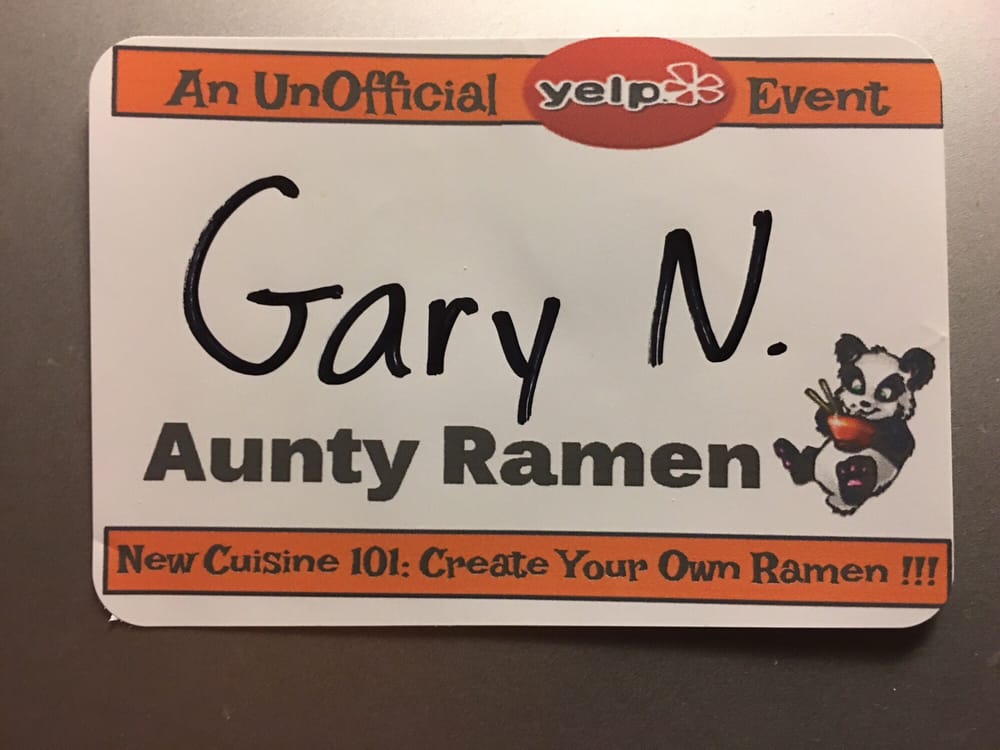 An UnOfficial yelp Event
Gary N.
Aunty Ramen
New Cuisine 101: Create Your Own Ramen !!!